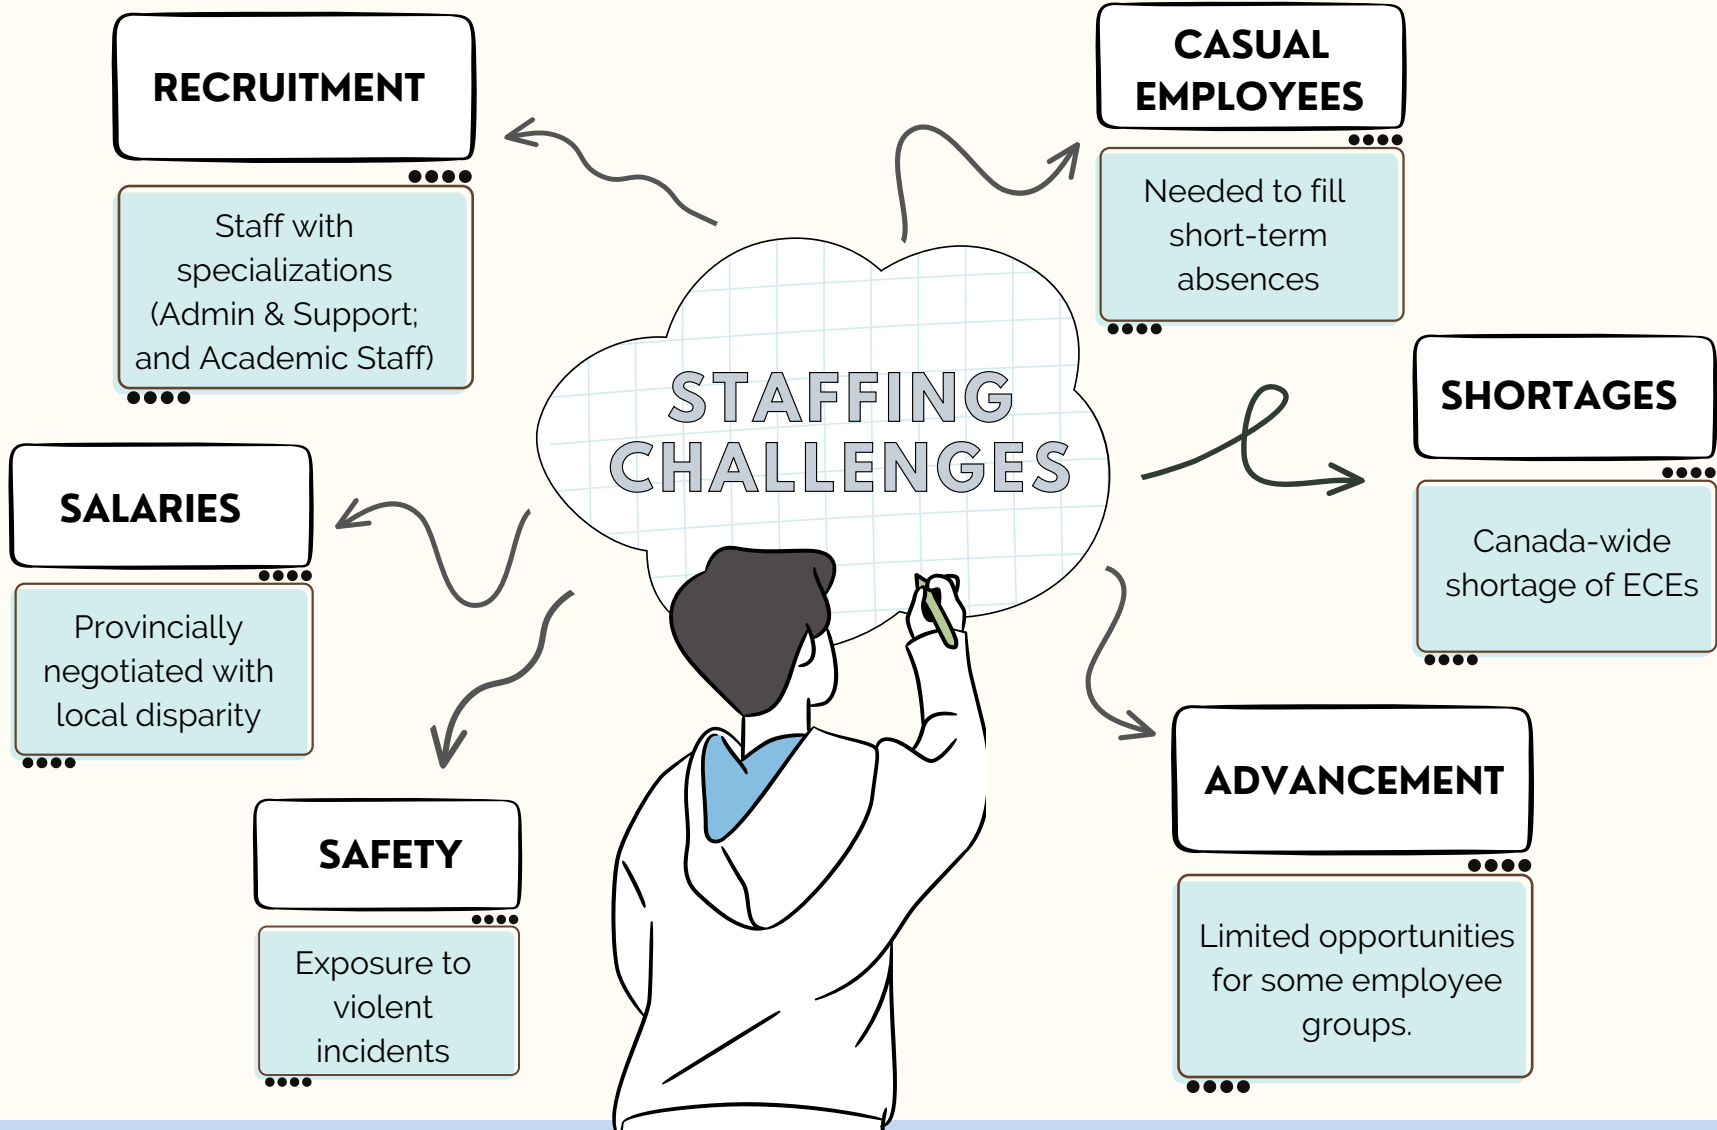 RECRUITMENT
Staff with
specializations
(Admin & Support;
and Academic Staff)
SALARIES
Provincially
negotiated with
local disparity
SAFETY
Exposure to
violent
incidents
STAFFING
CHALLENGES
CASUAL
EMPLOYEES
Needed to fill
short-term
absences
SHORTAGES
Canada-wide
shortage of ECEs
ADVANCEMENT
Limited opportunities
for some employee
groups.